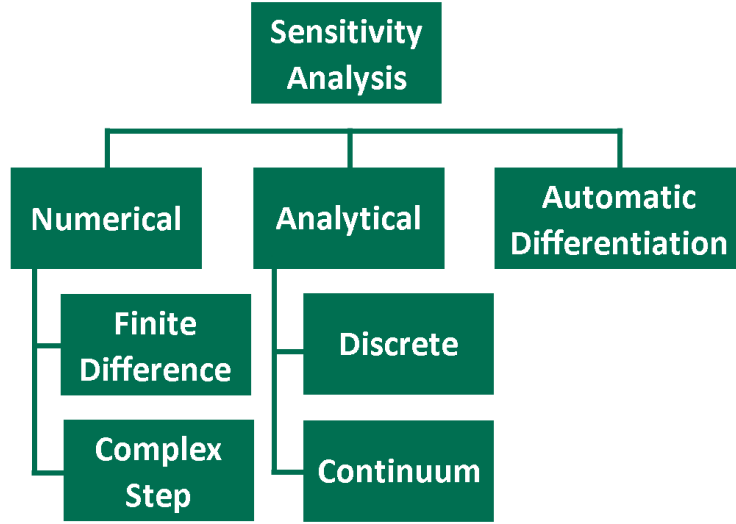 Sensitivity
Analysis
Numerical
Analytical
Automatic
Differentiation
Finite
Difference
Discrete
Complex
Step
Continuum